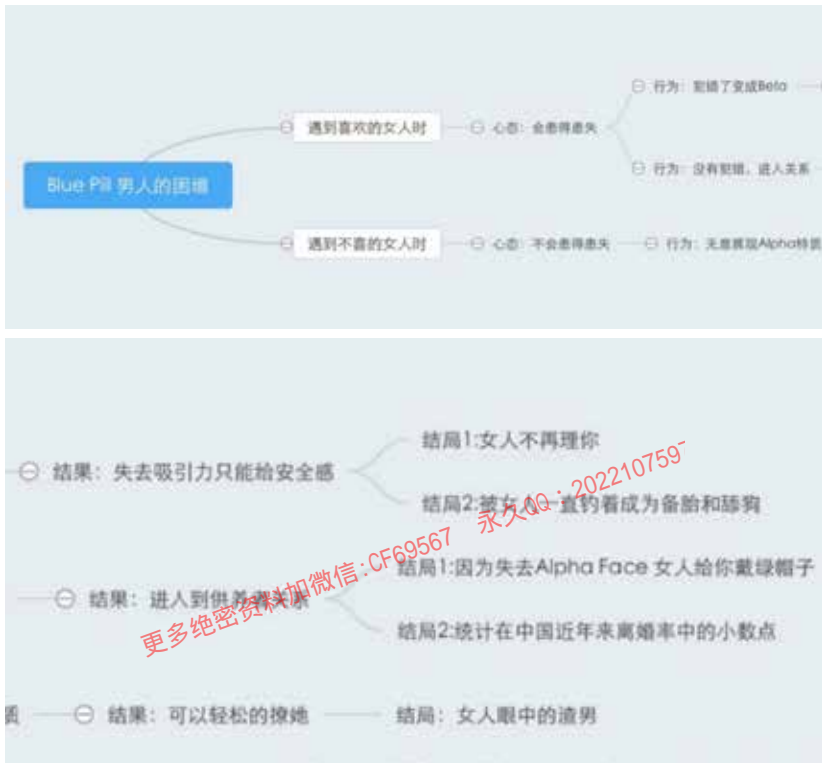 行为：犯错了变成Beta
遇到喜欢的女人时
心态：会患得患失
行为：没有犯错，进入关系
Blue Pill 男人的困境
遇到不喜的女人时
心态：不会患得患失
行为：无意展现Alpha特质
结局1:女人不再理你
结果：失去吸引力只能给安全感
结局2:被女人一直钓着成为备胎和舔狗
更多绝密资料加微信:CF69567 永久QQ：202210759
结局1:因为失去Alpha Face 女人给你戴绿帽子
结果：进入到供养者关系
结局2:统计在中国近年来离婚率中的小数点
质
结果：可以轻松的撩她
结局：女人眼中的渣男